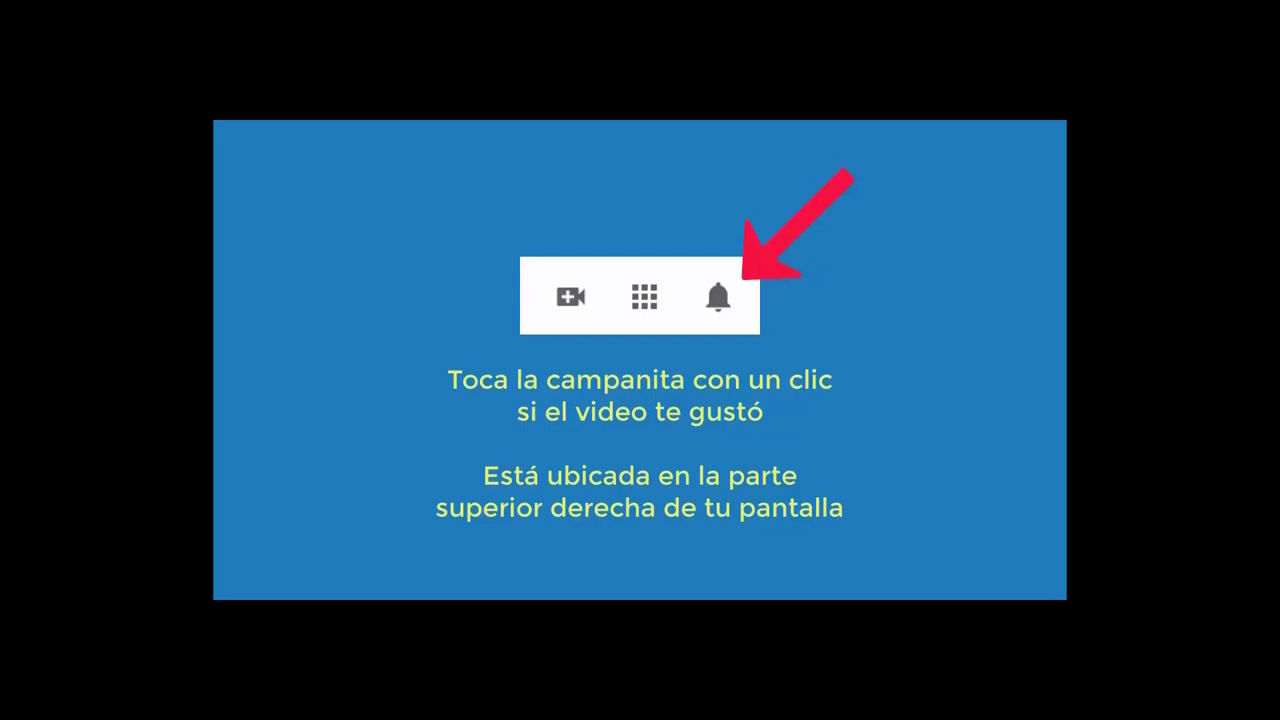 Toca la campanita con un clic
si el video te gustó
Está ubicada en la parte
superior derecha de tu pantalla